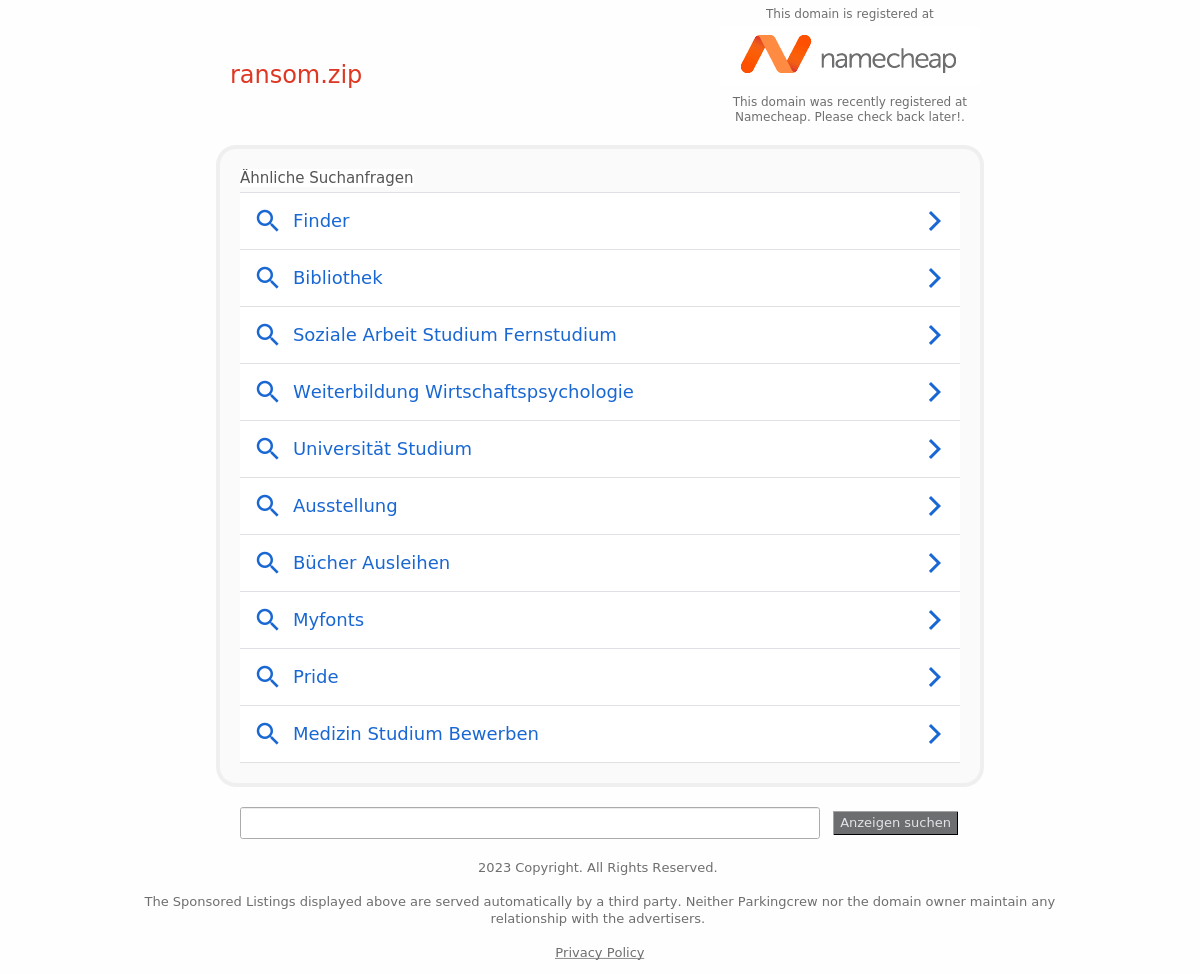 This domain is registered at
namecheap
ransom.zip
This domain was recently registered at
Namecheap. Please check back later!.
Ähnliche Suchanfragen
Finder
Bibliothek
Soziale Arbeit Studium Fernstudium
Weiterbildung Wirtschaftspsychologie
Universität Studium
Ausstellung
Bücher Ausleihen
Myfonts
Pride
Medizin Studium Bewerben
Anzeigen suchen
2023 Copyright. All Rights Reserved.
The Sponsored Listings displayed above are served automatically by a third party. Neither Parkingcrew nor the domain owner maintain any
relationship with the advertisers.
Privacy Policy